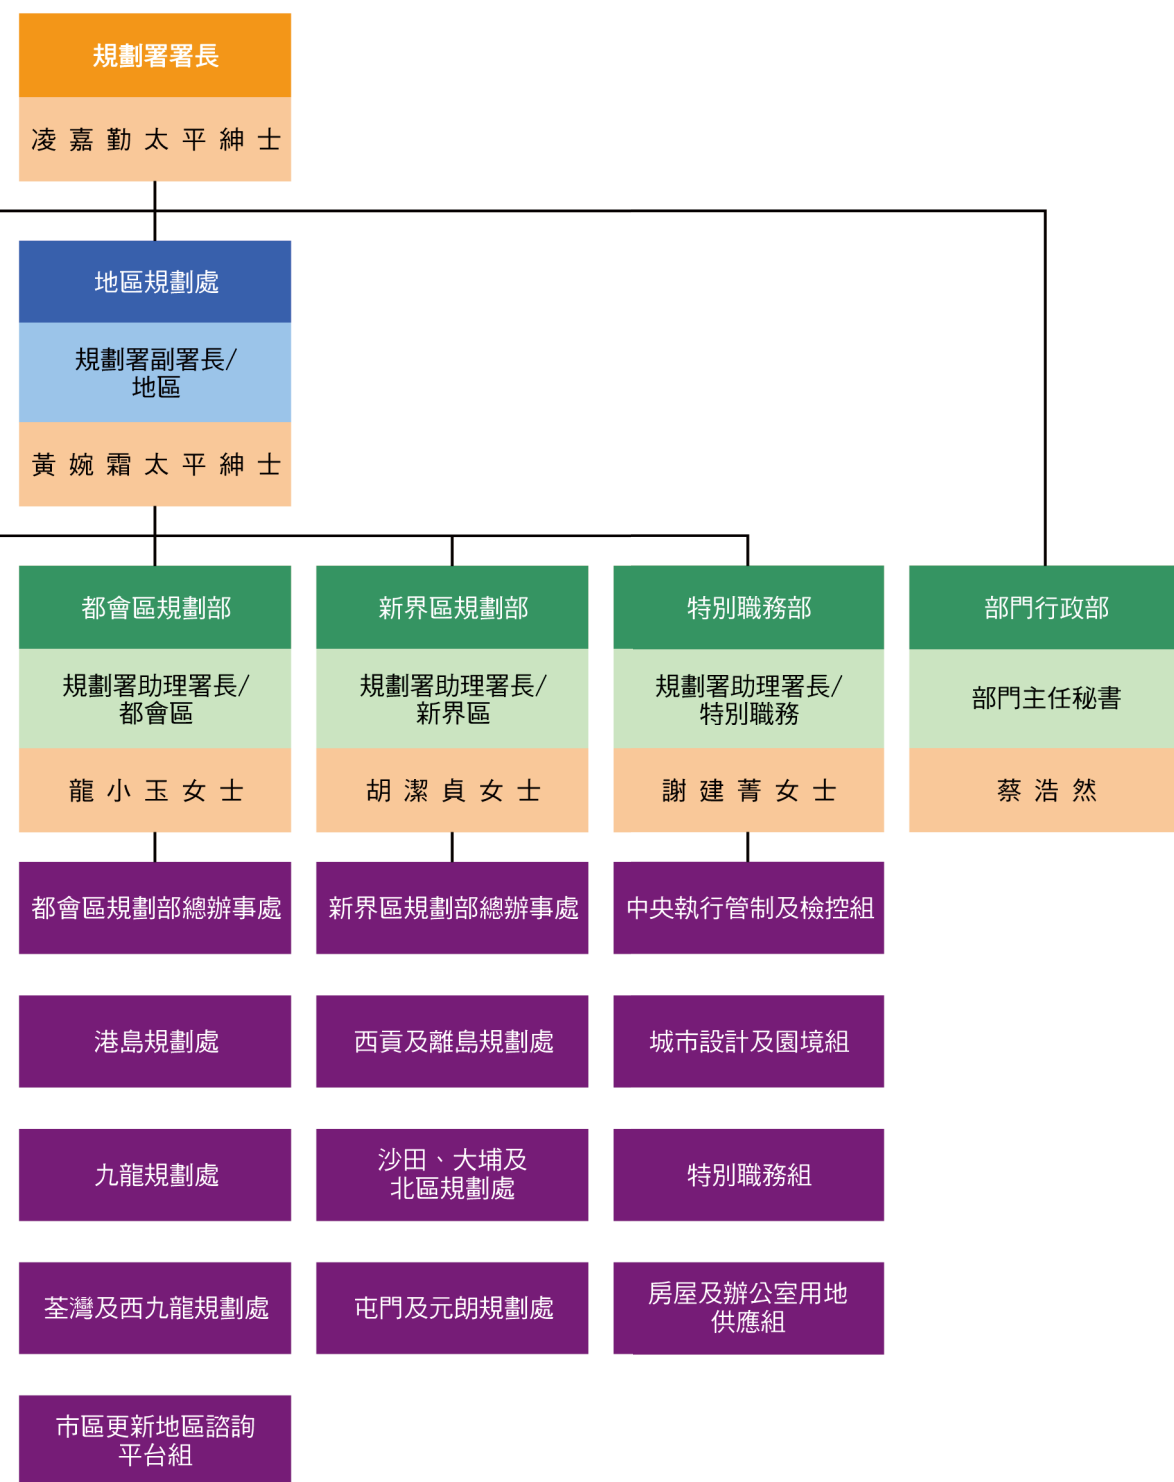 規劃署署長
凌嘉勤太平紳士
地區規劃處
規劃署副署長/
地區
黃婉霜太平紳士
都會區規劃部
規劃署助理署長/
都會區
龍小玉女士
新界區規劃部
規劃署助理署長/
新界區
胡潔貞女士
特別職務部
規劃署助理署長/
特別職務
謝建菁女士
部門行政部
部門主任秘書
蔡浩然
都會區規劃部總辦事處
港島規劃處
九龍規劃處
荃灣及西九龍規劃處
市區更新地區諮詢
平台組
新界區規劃部總辦事處
西貢及離島規劃處
沙田、大埔及
北區規劃處
屯門及元朗規劃處
中央執行管制及檢控組
城市設計及園境組
特別職務組
房屋及辦公室用地
供應組